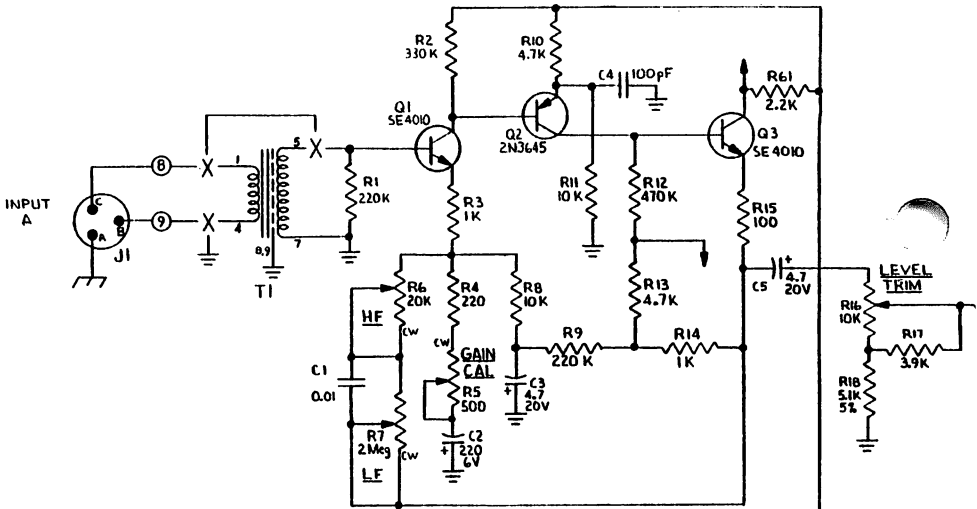 INPUT
A
C
B
A
J1
8
9
1
4
5
7
8,9
T1
R1
220K
R2
330K
Q1
SE4010
R3
1K
R10
4.7K
C4
100pF
Q2
2N3645
R11
10K
R12
470K
R61
2.2K
Q3
SE4010
R15
100
R6
20K
HF
CW
R4
220
CW
GAIN
CAL
R5
500
R8
10K
R13
4.7K
R9
220K
R14
1K
C5
+
4.7
20V
LEVEL
TRIM
R16
10K
R17
3.9K
R18
5.1K
5%
C1
0.01
R7
2Meg
CW
LF
+
C2
220
6V
+
C3
4.7
20V